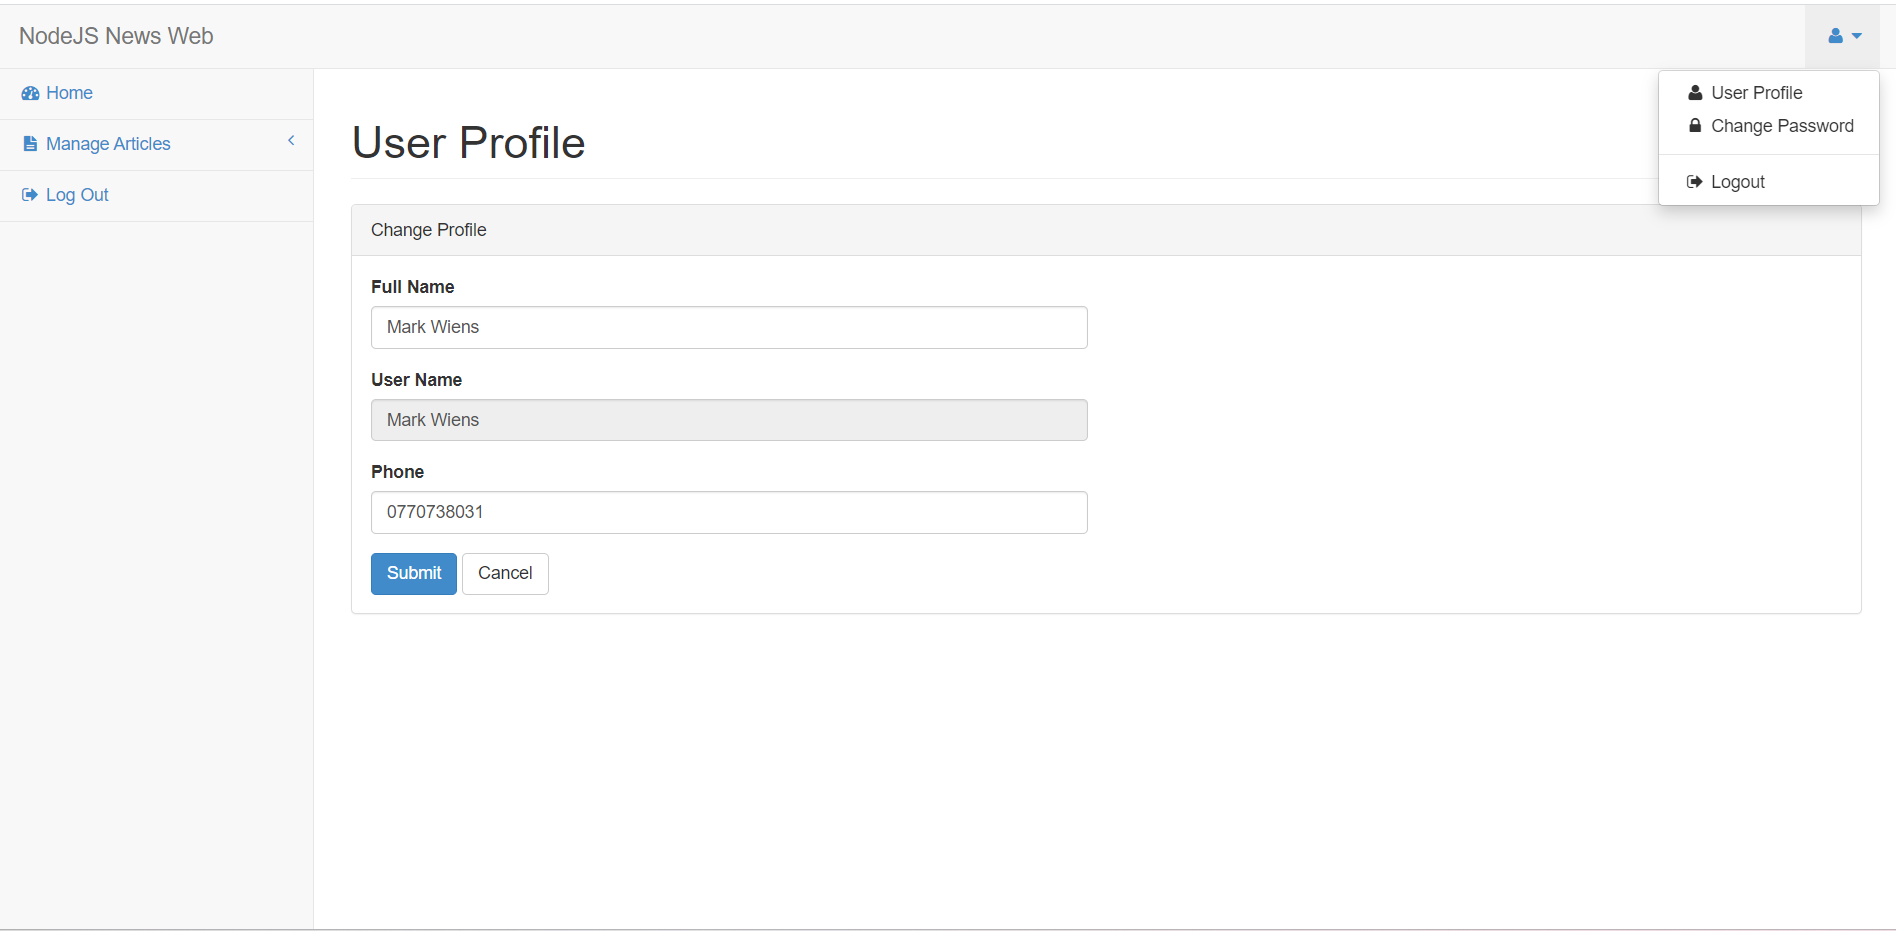 NodeJS News Web
Home
Manage Articles
Log Out
User Profile
Change Password
Logout
User Profile
Change Profile
Full Name
Mark Wiens
User Name
Mark Wiens
Phone
0770738031
Submit Cancel